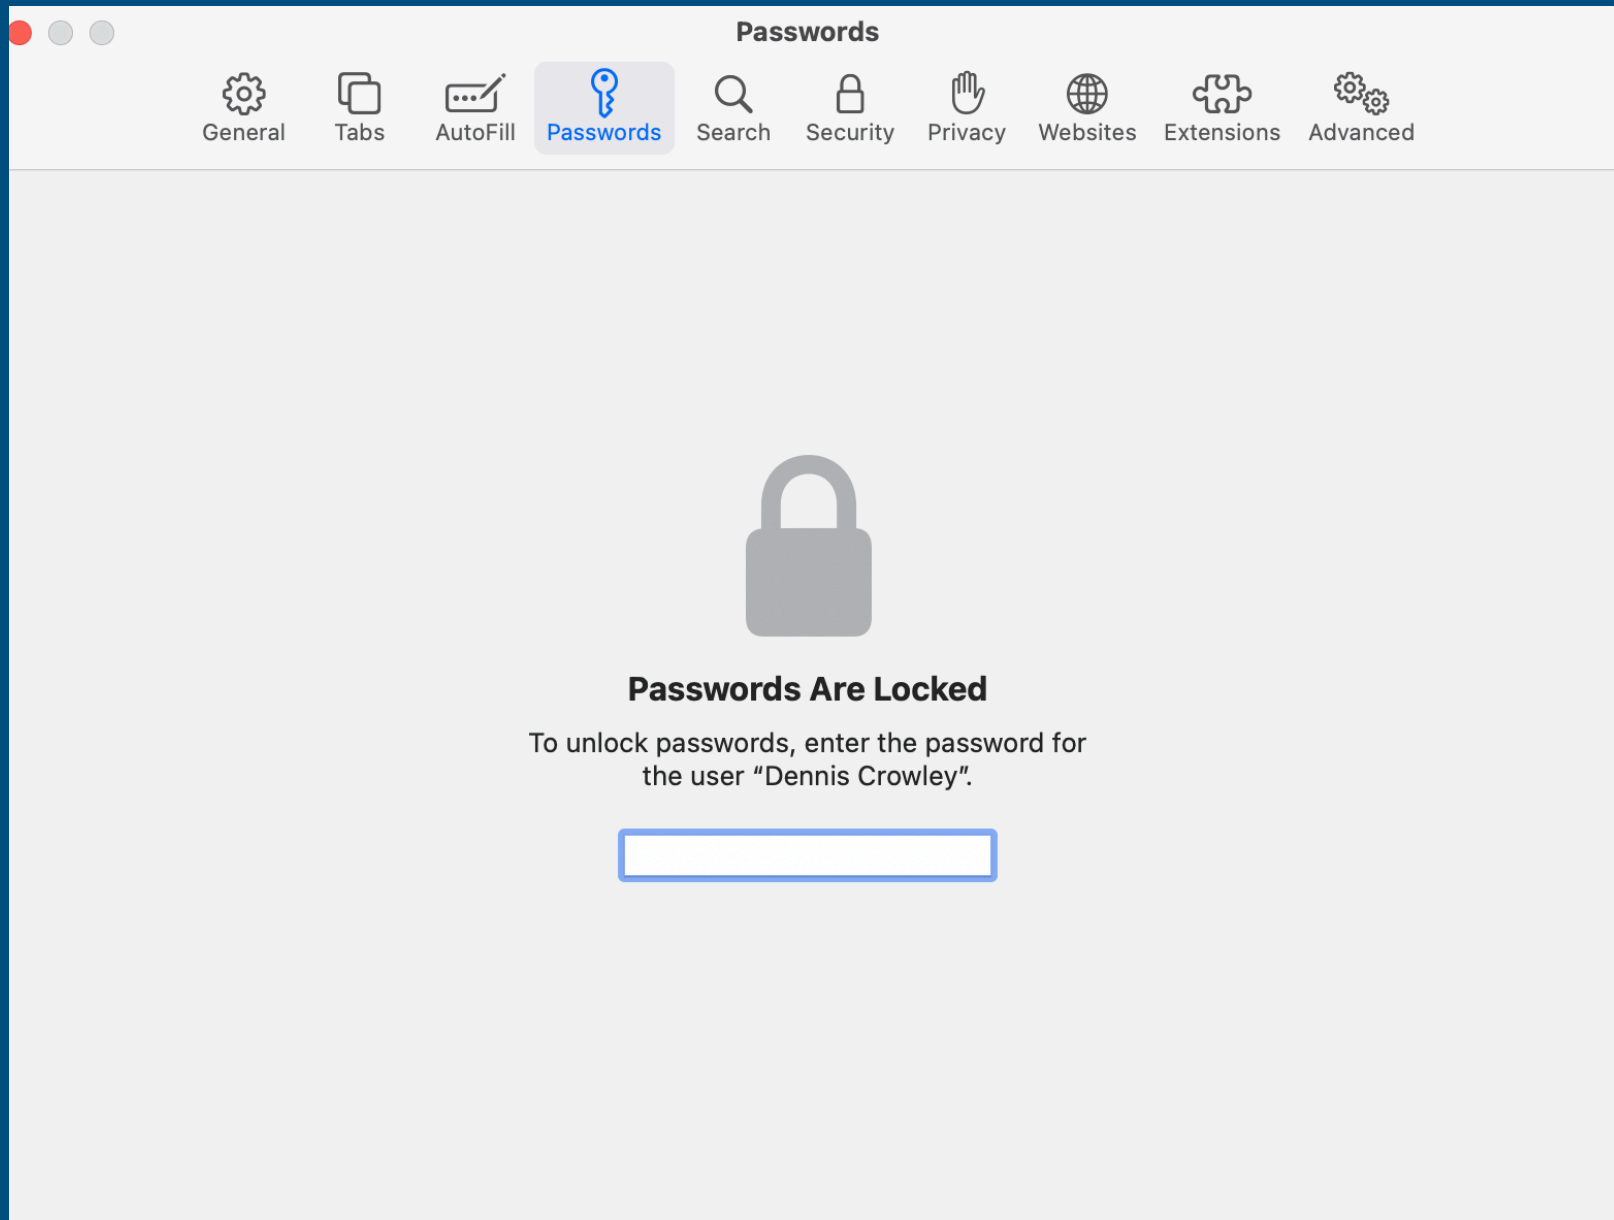 Passwords
General
Tabs
AutoFill
Passwords
Search
Security
Privacy
Websites
Extensions
Advanced
Passwords Are Locked
To unlock passwords, enter the password for
the user “Dennis Crowley”.